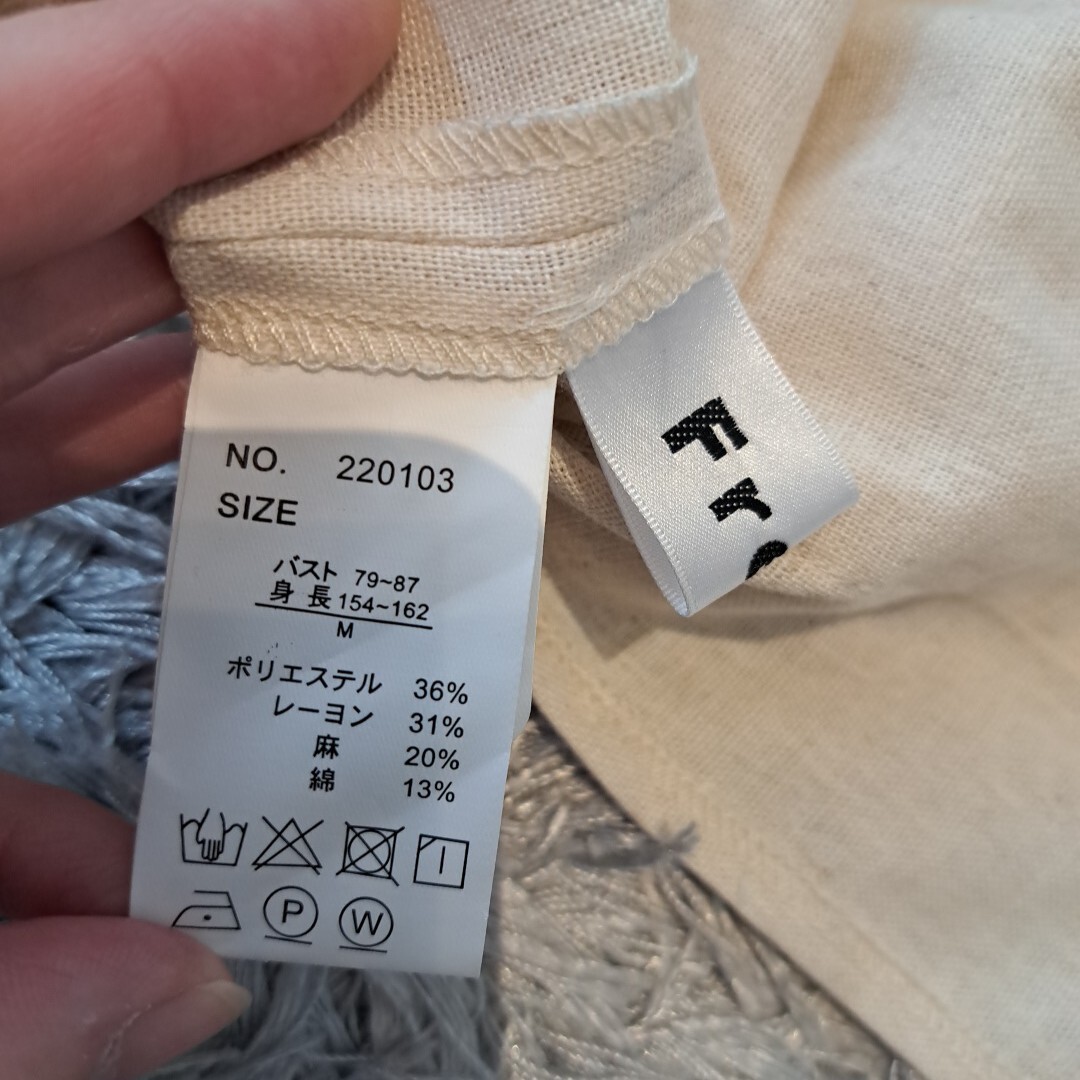 NO. 220103
SIZE
バスト 79~87
身長 154~162
M
ポリエステル 36%
レーヨン 31%
麻 20%
綿 13%
P W
Fr